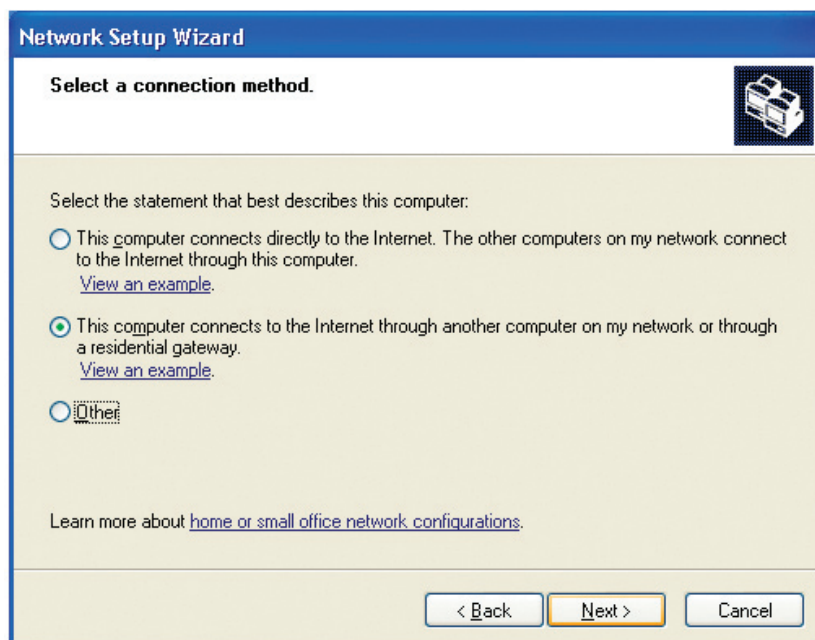 Network Setup Wizard
Select a connection method.
Select the statement that best describes this computer:
This computer connects directly to the Internet. The other computers on my network connect
to the Internet through this computer.
View an example.
This computer connects to the Internet through another computer on my network or through
a residential gateway.
View an example.
Other
Learn more about home or small office network configurations.
< Back Next > Cancel